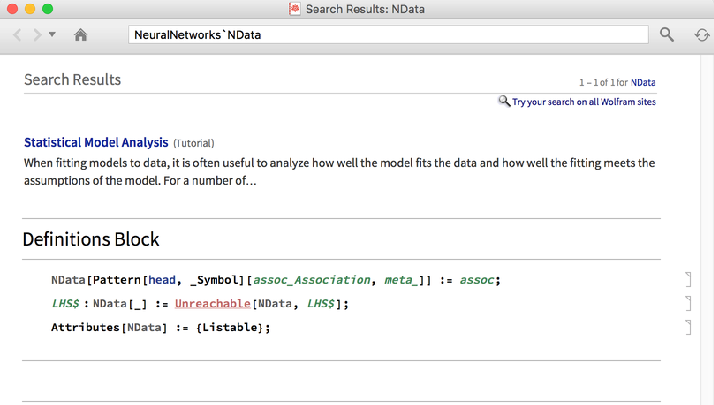 Search Results: NData
NeuralNetworks`NData
Search Results
1 – 1 of 1 for NData
Try your search on all Wolfram sites
Statistical Model Analysis (Tutorial)
When fitting models to data, it is often useful to analyze how well the model fits the data and how well the fitting meets the
assumptions of the model. For a number of…
Definitions Block
NData[Pattern[head, _Symbol][assoc_Association, meta_]] := assoc;
LHS$ : NData[_] := Unreachable[NData, LHS$];
Attributes[NData] := {Listable};